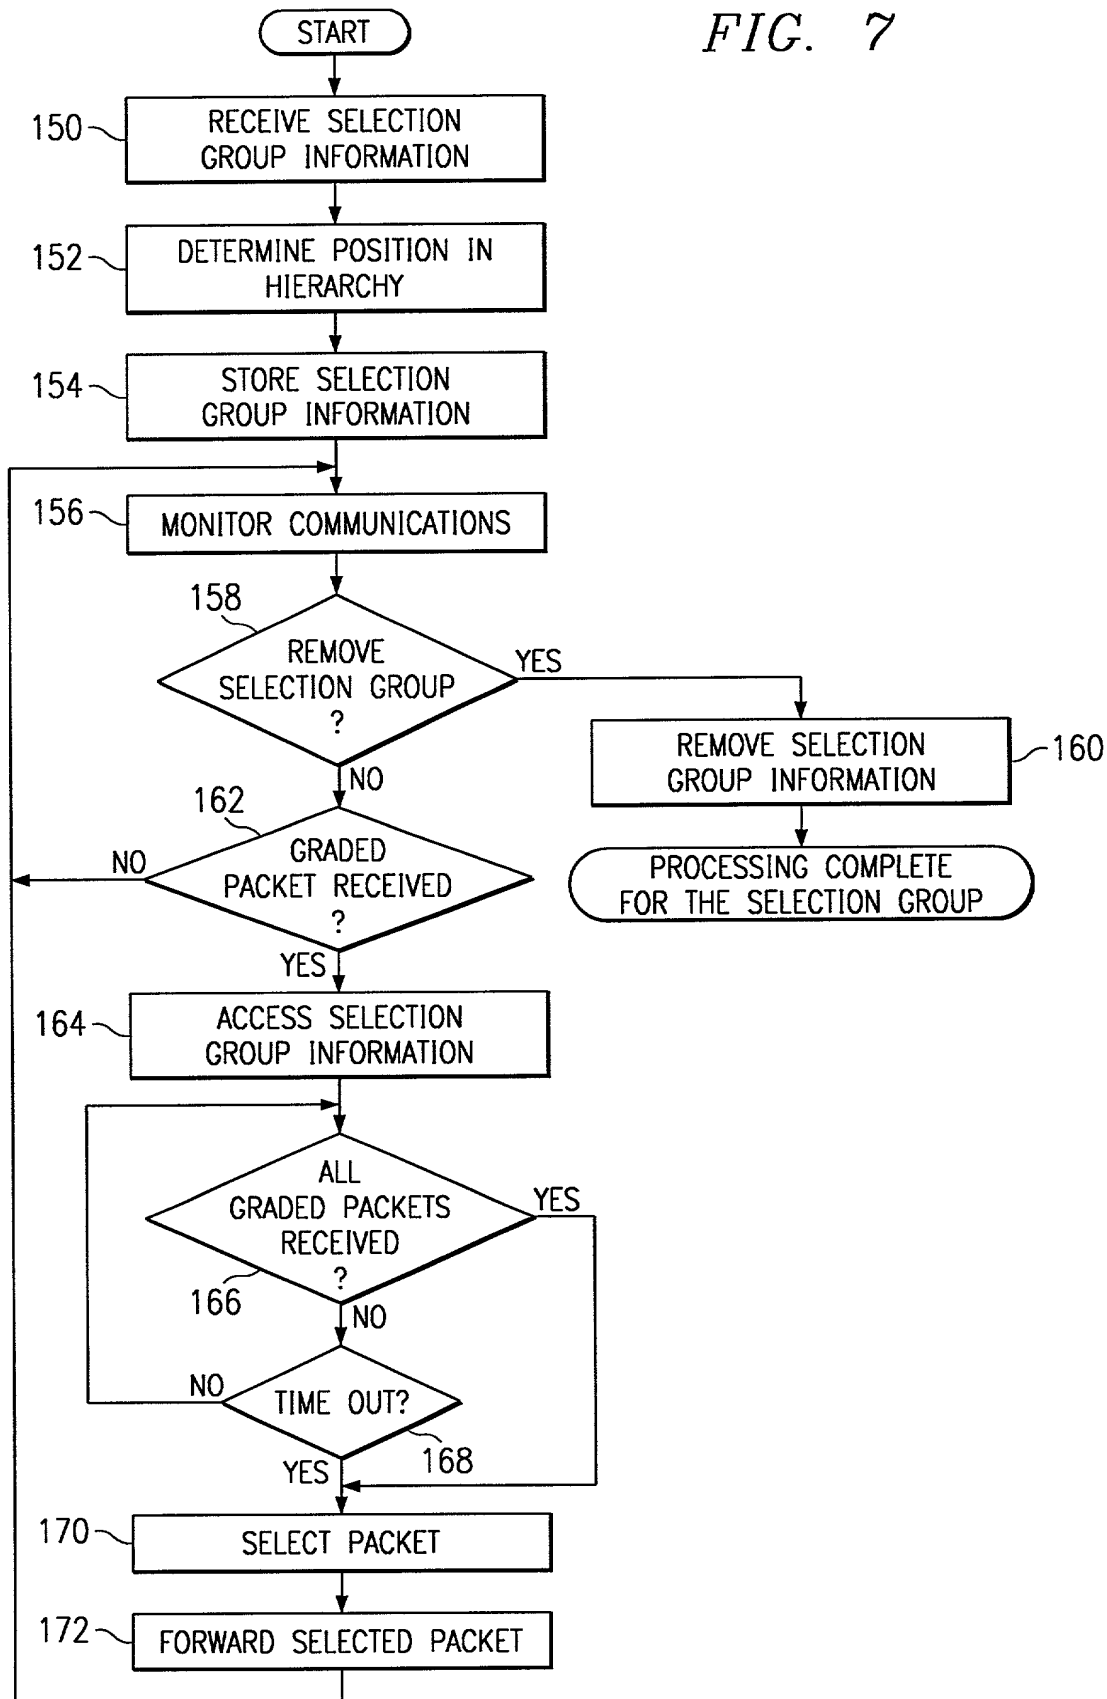 FIG. 7
START
150
RECEIVE SELECTION
GROUP INFORMATION
152
DETERMINE POSITION IN
HIERARCHY
154
STORE SELECTION
GROUP INFORMATION
156
MONITOR COMMUNICATIONS
158
REMOVE
SELECTION GROUP
?
YES
NO
REMOVE SELECTION
GROUP INFORMATION
160
PROCESSING COMPLETE
FOR THE SELECTION GROUP
162
GRADED
PACKET RECEIVED
?
NO
YES
164
ACCESS SELECTION
GROUP INFORMATION
ALL
GRADED PACKETS
RECEIVED
?
YES
166
NO
TIME OUT?
NO
168
YES
170
SELECT PACKET
172
FORWARD SELECTED PACKET